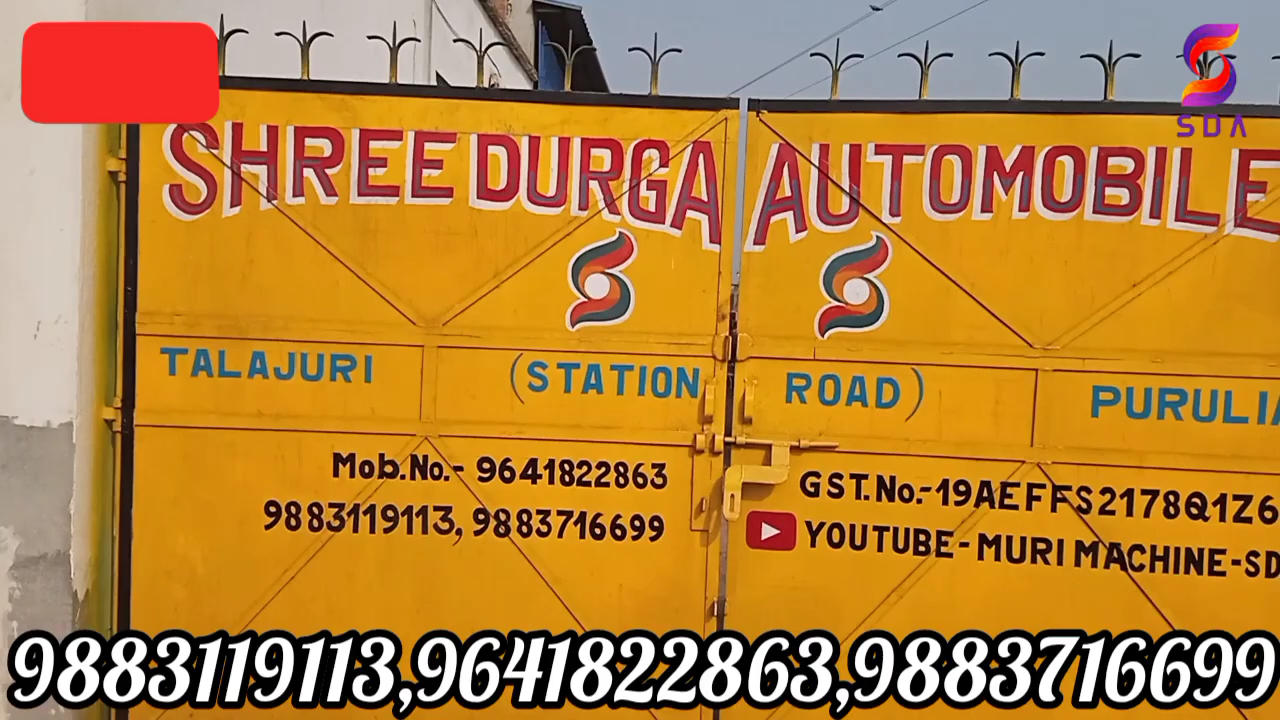 SDA
SHREE DURGA AUTOMOBILE
TALAJURI (STATION ROAD) PURULIA
Mob.No.- 9641822863
9883119113, 9883716699
GST.No.-19AEFFS2178Q1Z6
YOUTUBE-MURI MACHINE-SD
9883119113,9641822863,9883716699